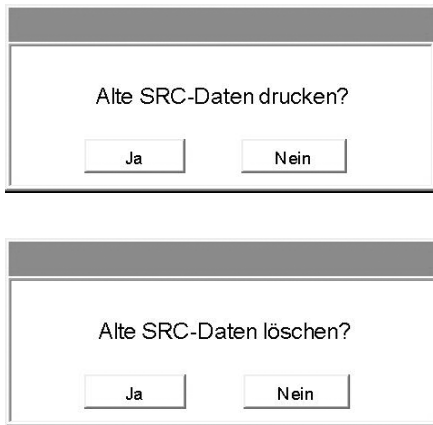 Alte SRC-Daten drucken?
Ja Nein
Alte SRC-Daten löschen?
Ja Nein